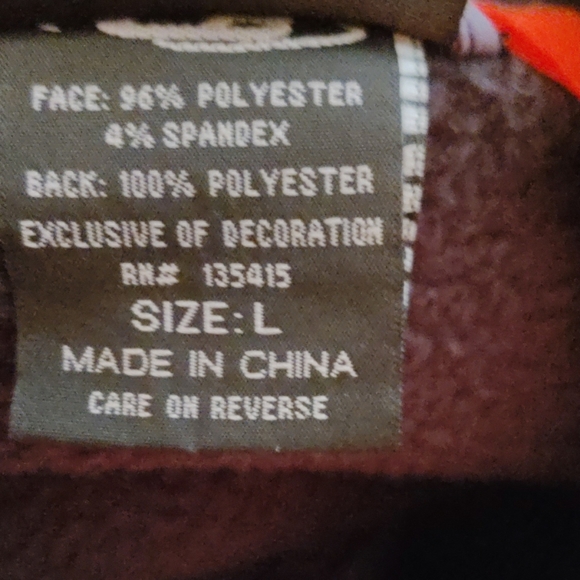 FACE: 96% POLYESTER
4% SPANDEX
BACK: 100% POLYESTER
EXCLUSIVE OF DECORATION
RN# 135415
SIZE: L
MADE IN CHINA
CARE ON REVERSE